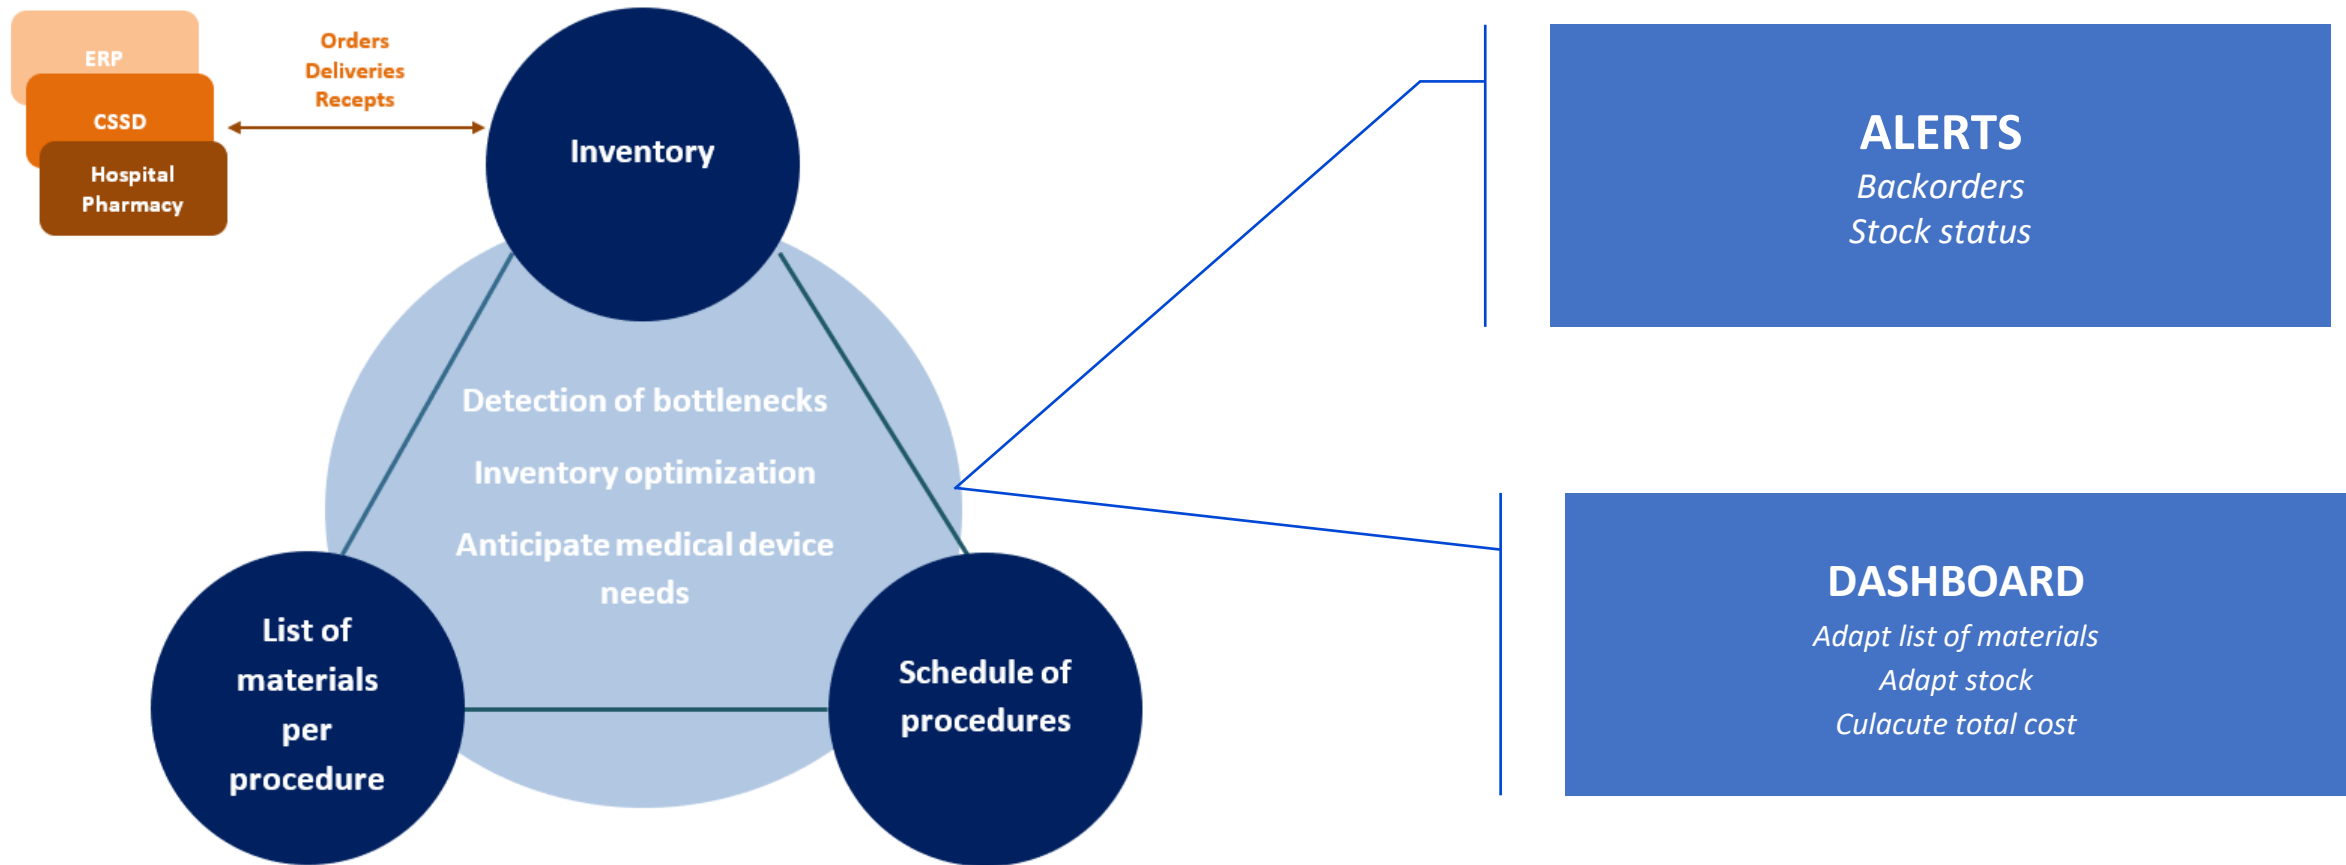 ERP
CSSD
Hospital
Pharmacy
Orders
Deliveries
Recepts
Inventory
Detection of bottlenecks
Inventory optimization
Anticipate medical device
needs
List of
materials
per
procedure
Schedule of
procedures
ALERTS
Backorders
Stock status
DASHBOARD
Adapt list of materials
Adapt stock
Culacute total cost